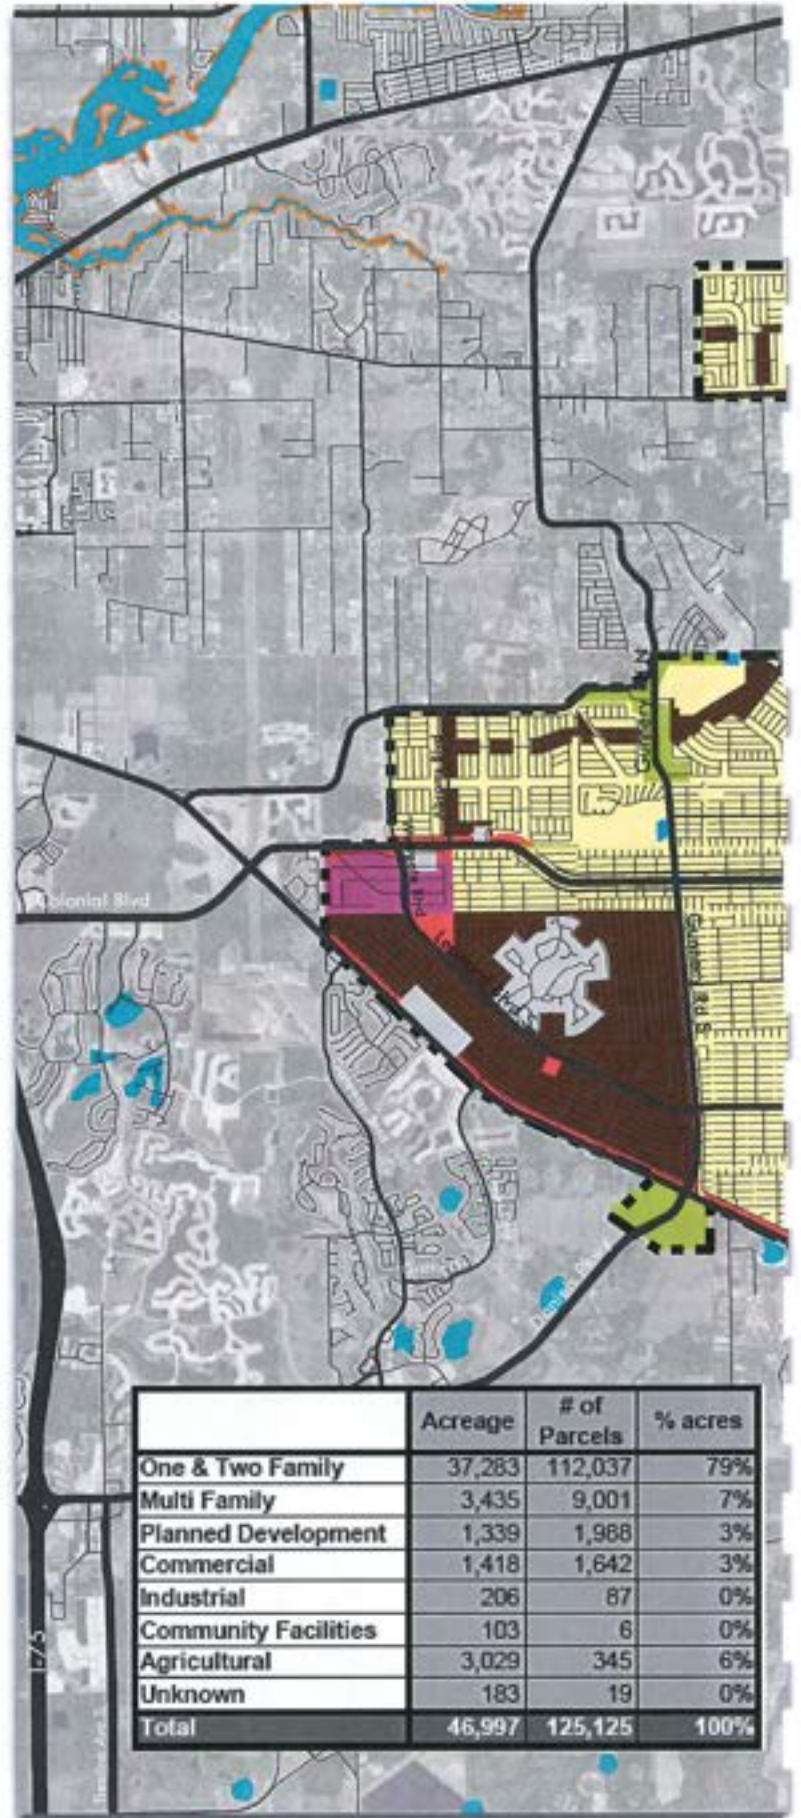 Colonial Blvd
Gunnery Rd S
I-75
Acreage # of Parcels % acres
One & Two Family 37,283 112,037 79%
Multi Family 3,435 9,001 7%
Planned Development 1,339 1,988 3%
Commercial 1,418 1,642 3%
Industrial 206 87 0%
Community Facilities 103 6 0%
Agricultural 3,029 345 6%
Unknown 183 19 0%
Total 46,997 125,125 100%